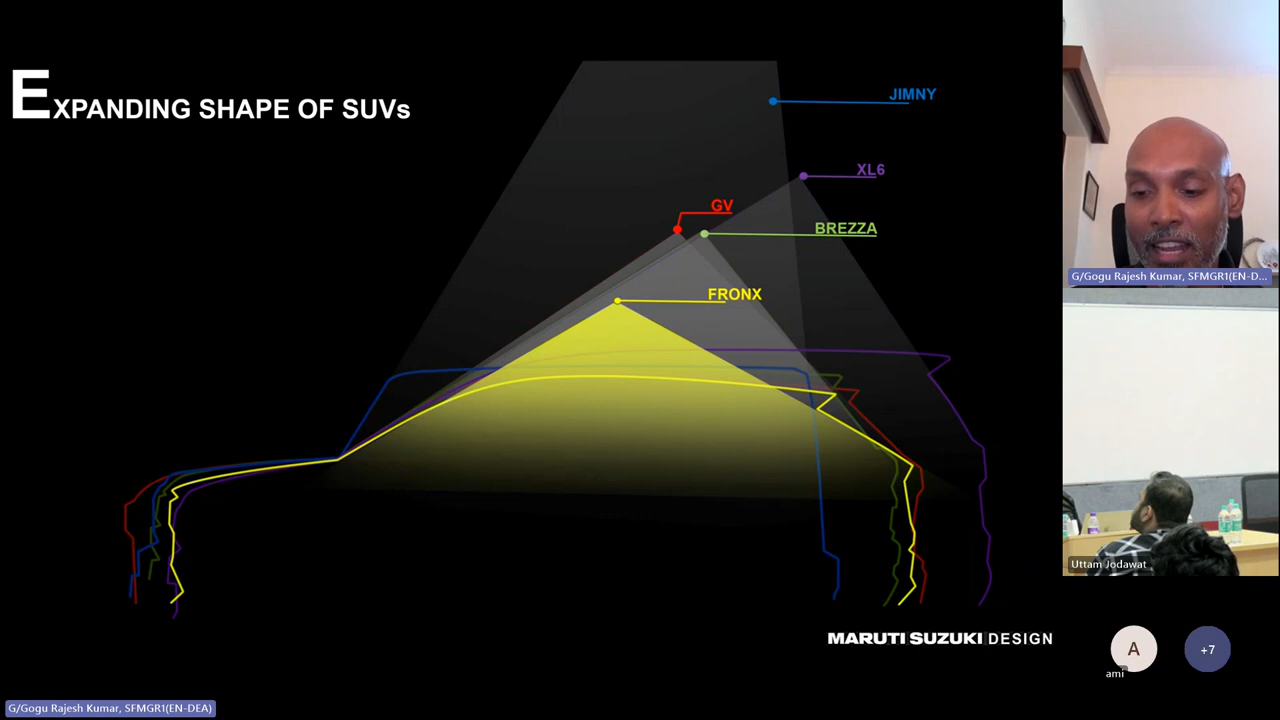 EXPANDING SHAPE OF SUVs
JIMNY
XL6
GV
BREZZA
FRONX
MARUTI SUZUKI | DESIGN
G/Gogu Rajesh Kumar, SFMGR1(EN-DEA)
G/Gogu Rajesh Kumar, SFMGR1(EN-D...
Uttam Jodawat
A
ami
+7